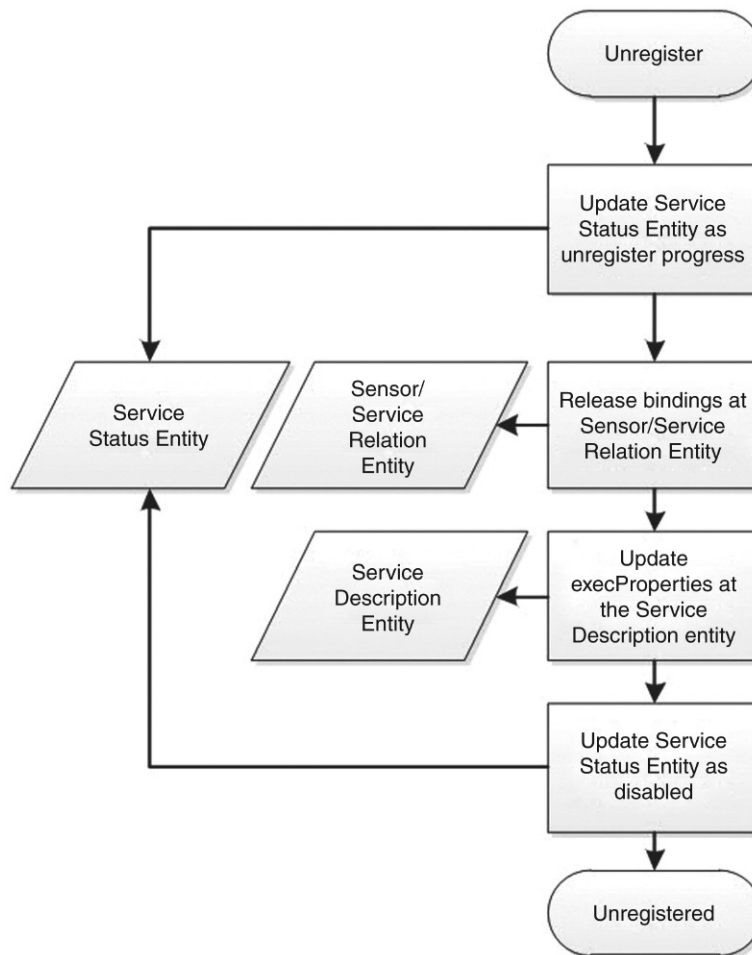 Unregister
Update Service
Status Entity as
unregister progress
Service
Status Entity
Sensor/
Service
Relation
Entity
Release bindings at
Sensor/Service
Relation Entity
Service
Description
Entity
Update
execProperties at
the Service
Description entity
Update Service
Status Entity as
disabled
Unregistered